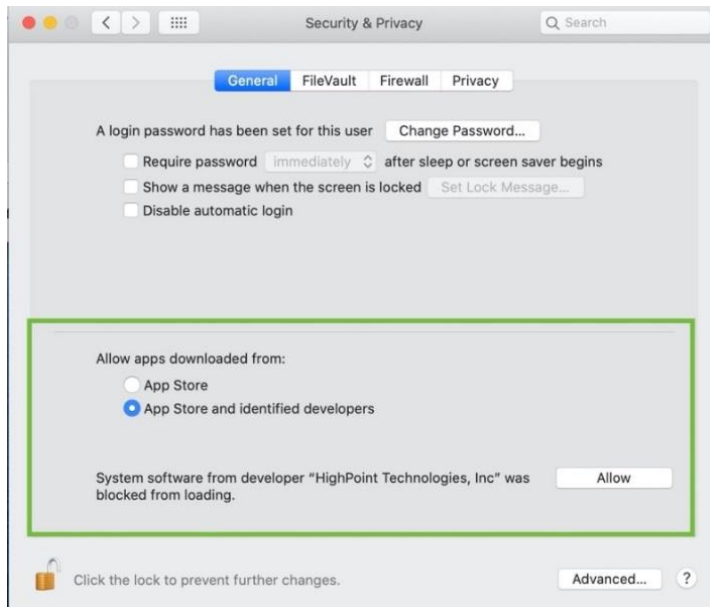 Security & Privacy
Search
General FileVault Firewall Privacy
A login password has been set for this user Change Password...
Require password immediately after sleep or screen saver begins
Show a message when the screen is locked Set Lock Message...
Disable automatic login
Allow apps downloaded from:
App Store
App Store and identified developers
System software from developer “HighPoint Technologies, Inc” was Allow
blocked from loading.
Click the lock to prevent further changes. Advanced... ?